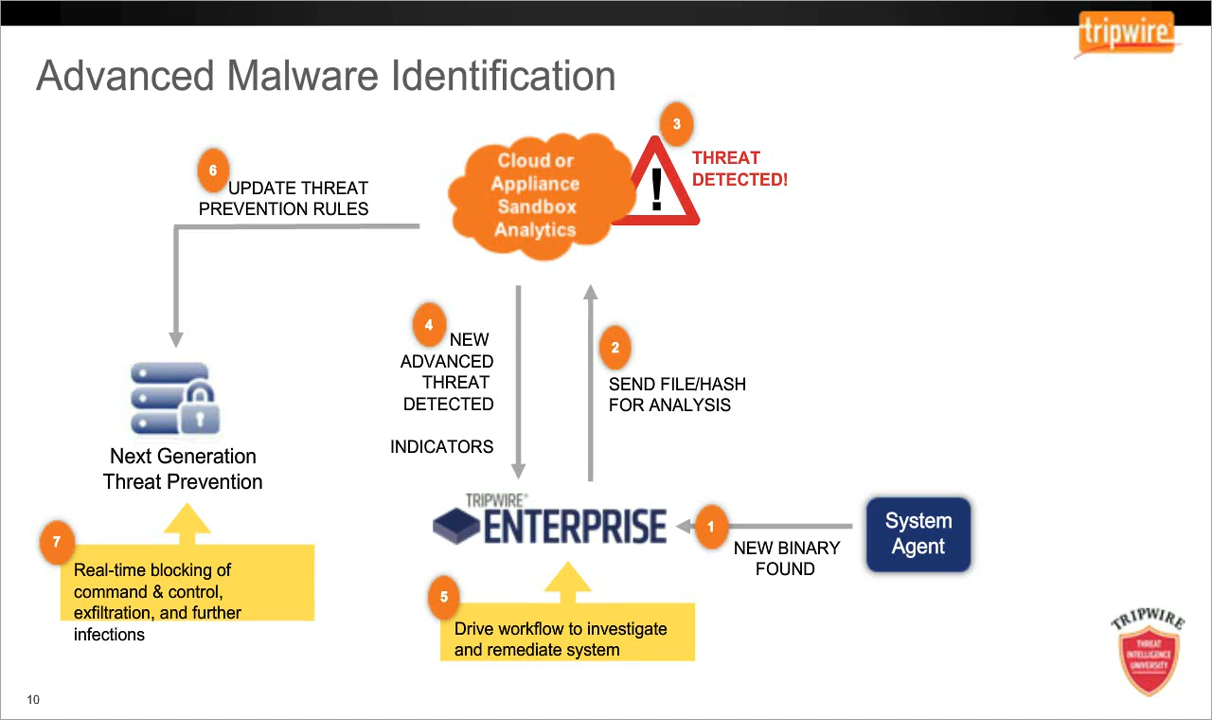 tripwire
Advanced Malware Identification
3
THREAT
DETECTED!
Cloud or
Appliance
Sandbox
Analytics
!
6
UPDATE THREAT
PREVENTION RULES
4
NEW
ADVANCED
THREAT
DETECTED
INDICATORS
2
SEND FILE/HASH
FOR ANALYSIS
Next Generation
Threat Prevention
TRIPWIRE®
ENTERPRISE
1
NEW BINARY
FOUND
System
Agent
7
Real-time blocking of
command & control,
exfiltration, and further
infections
5
Drive workflow to investigate
and remediate system
TRIPWIRE
THREAT
INTELLIGENCE
UNIVERSITY
10